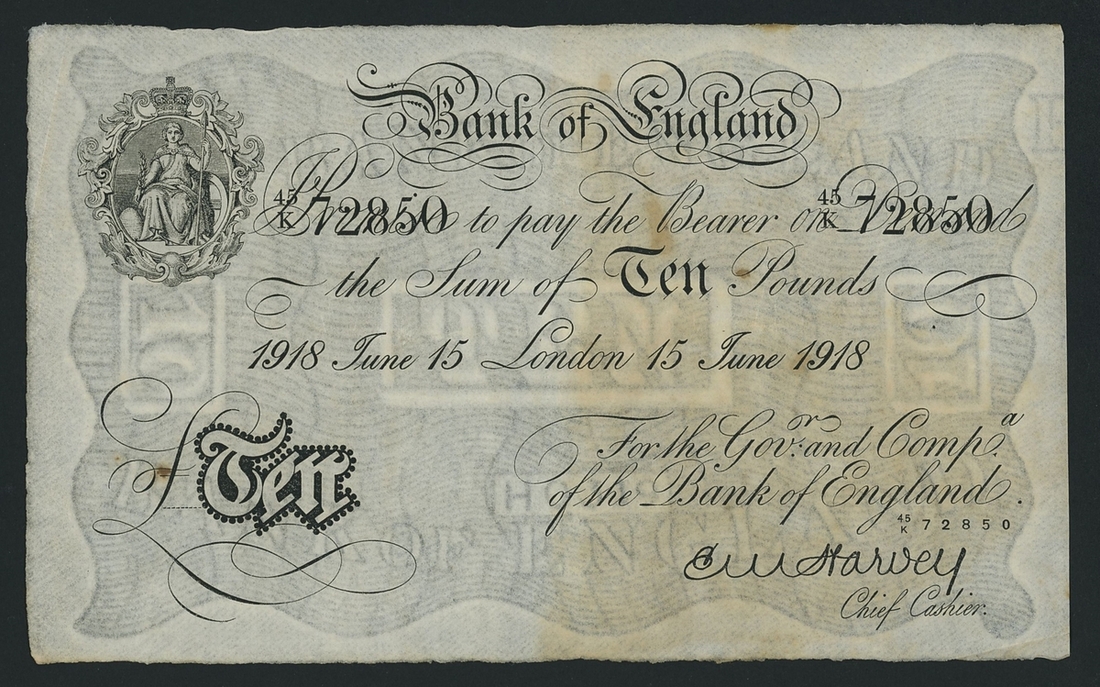 Bank of England
45/K 72850 I Promise to pay the Bearer on Demand 45/K 72850
the Sum of Ten Pounds
1918 June 15 London 15 June 1918
For the Govr. and Compa.
£Ten
of the Bank of England.
45/K 72850
E M Harvey
Chief Cashier.